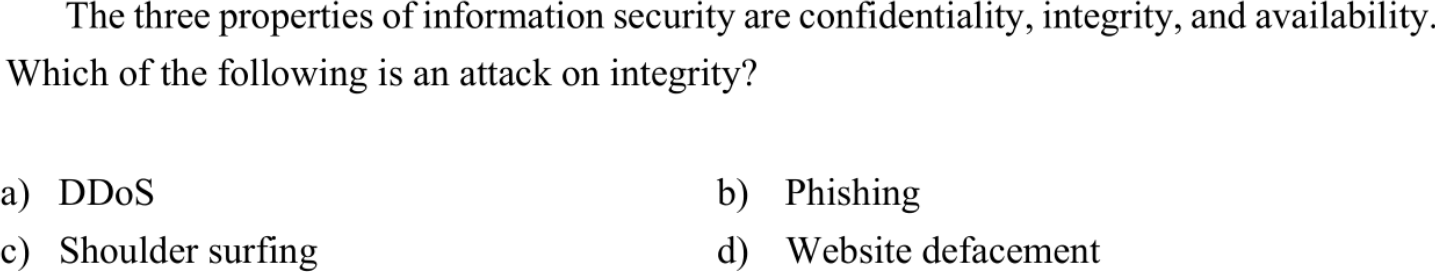 The three properties of information security are confidentiality, integrity, and availability.
Which of the following is an attack on integrity?
a) DDoS b) Phishing
c) Shoulder surfing d) Website defacement